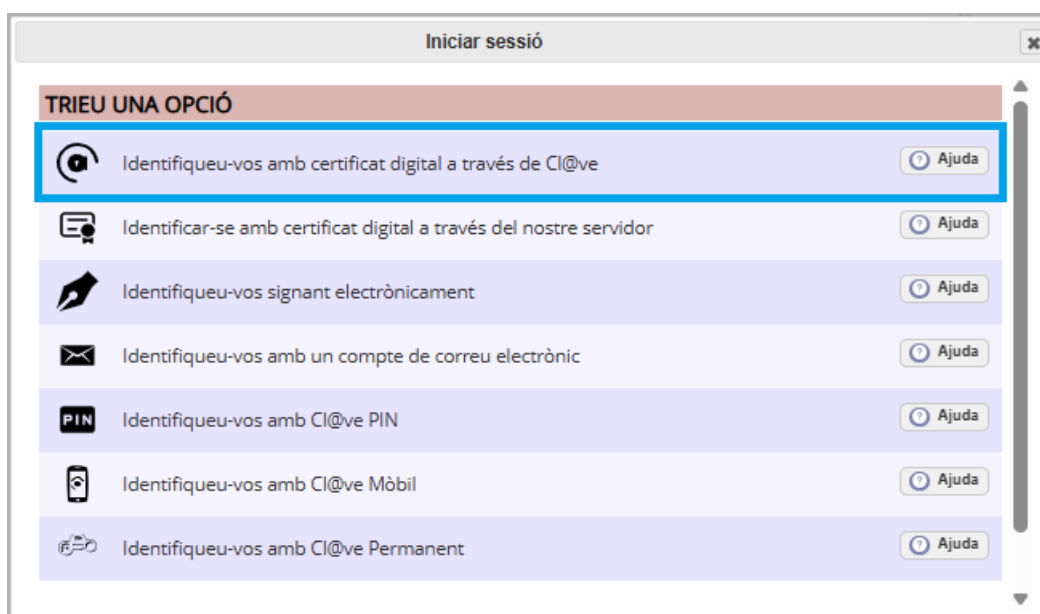 Iniciar sessió
TRIEU UNA OPCIÓ
Identifiqueu-vos amb certificat digital a través de Cl@ve Ajuda
Identificar-se amb certificat digital a través del nostre servidor Ajuda
Identifiqueu-vos signant electrònicament Ajuda
Identifiqueu-vos amb un compte de correu electrònic Ajuda
PIN Identifiqueu-vos amb Cl@ve PIN Ajuda
Identifiqueu-vos amb Cl@ve Mòbil Ajuda
Identifiqueu-vos amb Cl@ve Permanent Ajuda